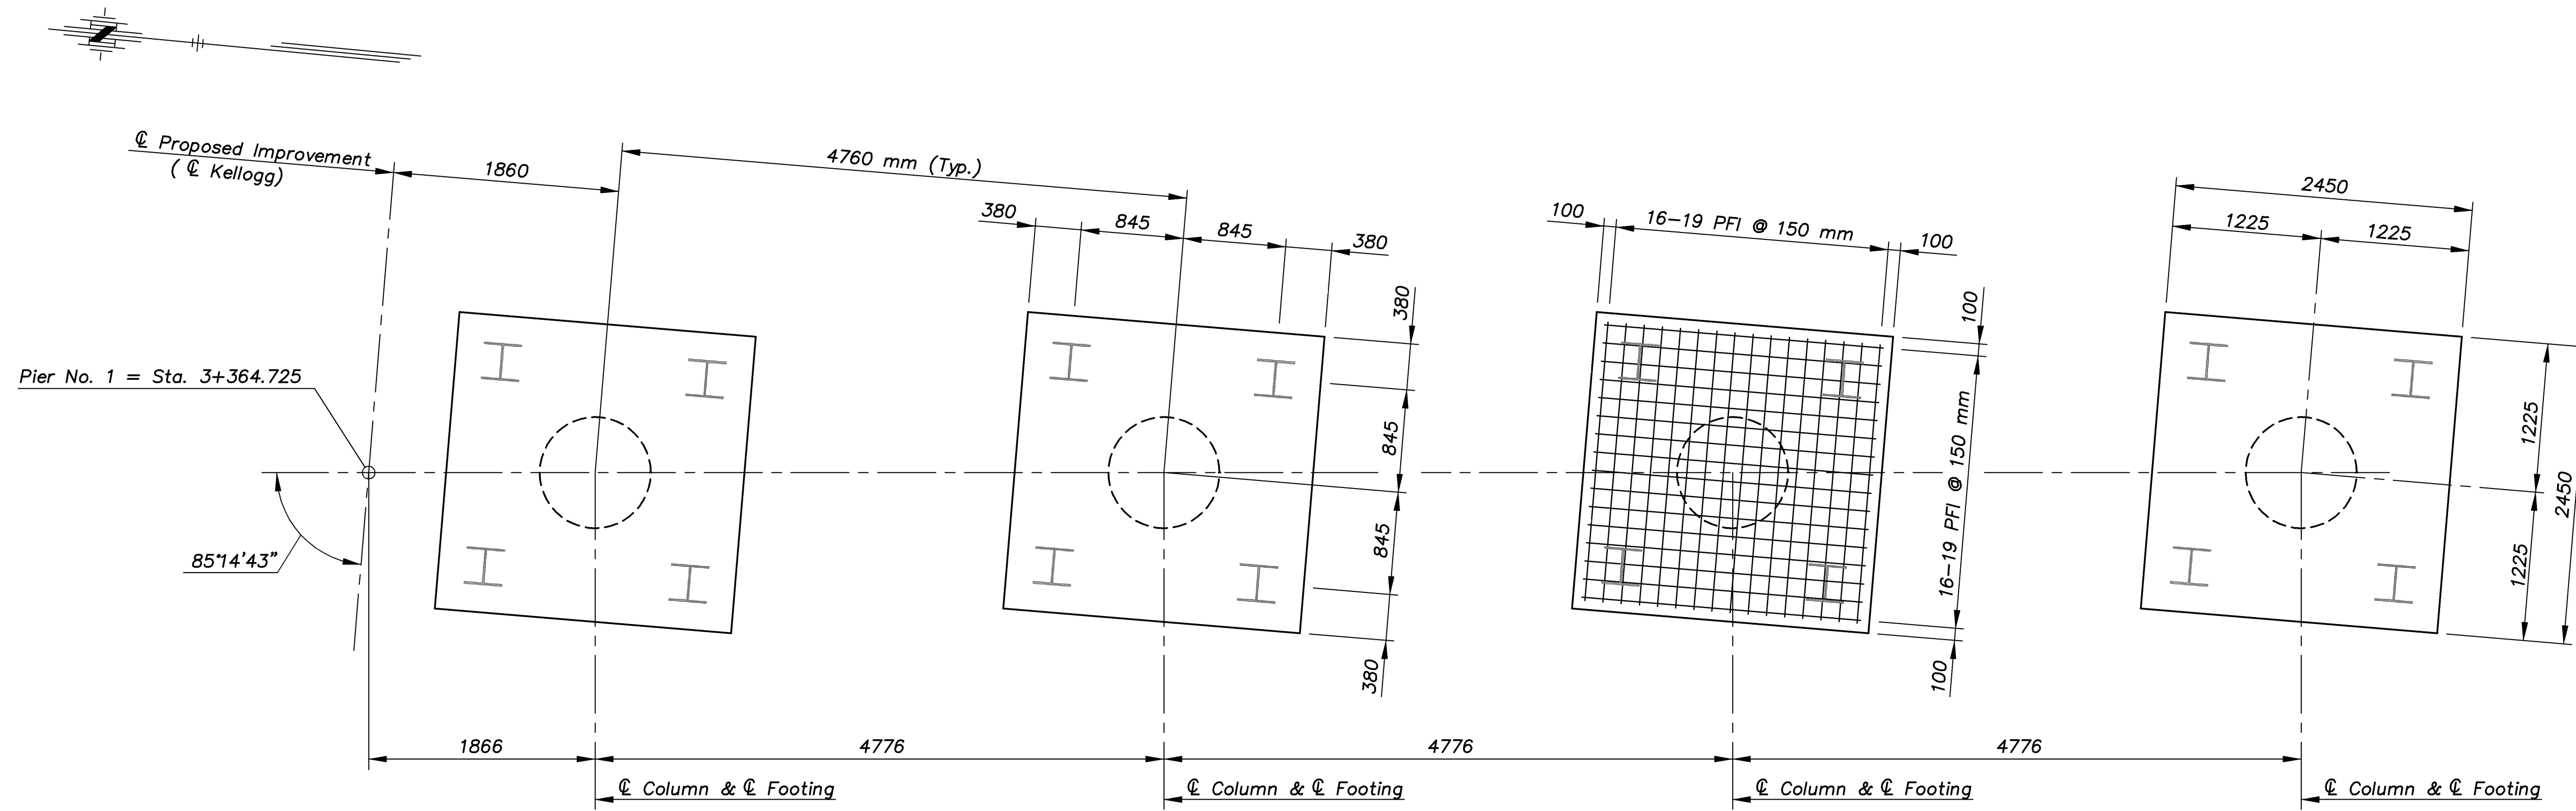 ℄ Proposed Improvement
( ℄ Kellogg)
1860
4760 mm (Typ.)
380
845
845
380
100
16-19 PFI @ 150 mm
100
2450
1225
1225
Pier No. 1 = Sta. 3+364.725
85°14'43"
380
845
845
380
100
16-19 PFI @ 150 mm
100
1225
1225
2450
1866
4776
4776
4776
℄ Column & ℄ Footing
℄ Column & ℄ Footing
℄ Column & ℄ Footing
℄ Column & ℄ Footing